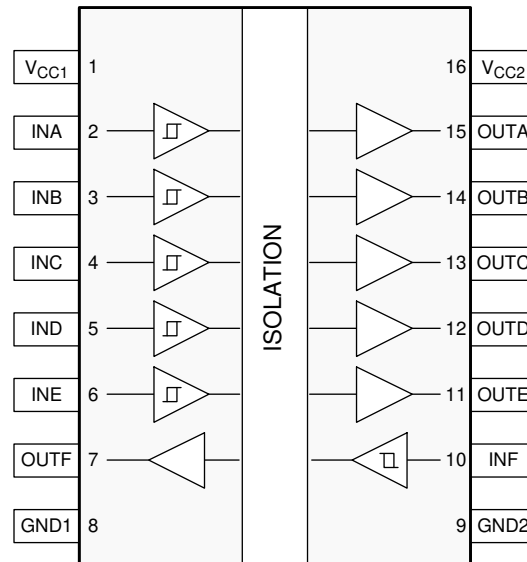 VCC1 1 16 VCC2
INA 2 15 OUTA
INB 3 14 OUTB
INC 4 13 OUTC
IND 5 12 OUTD
INE 6 11 OUTE
OUTF 7 10 INF
GND1 8 9 GND2
ISOLATION